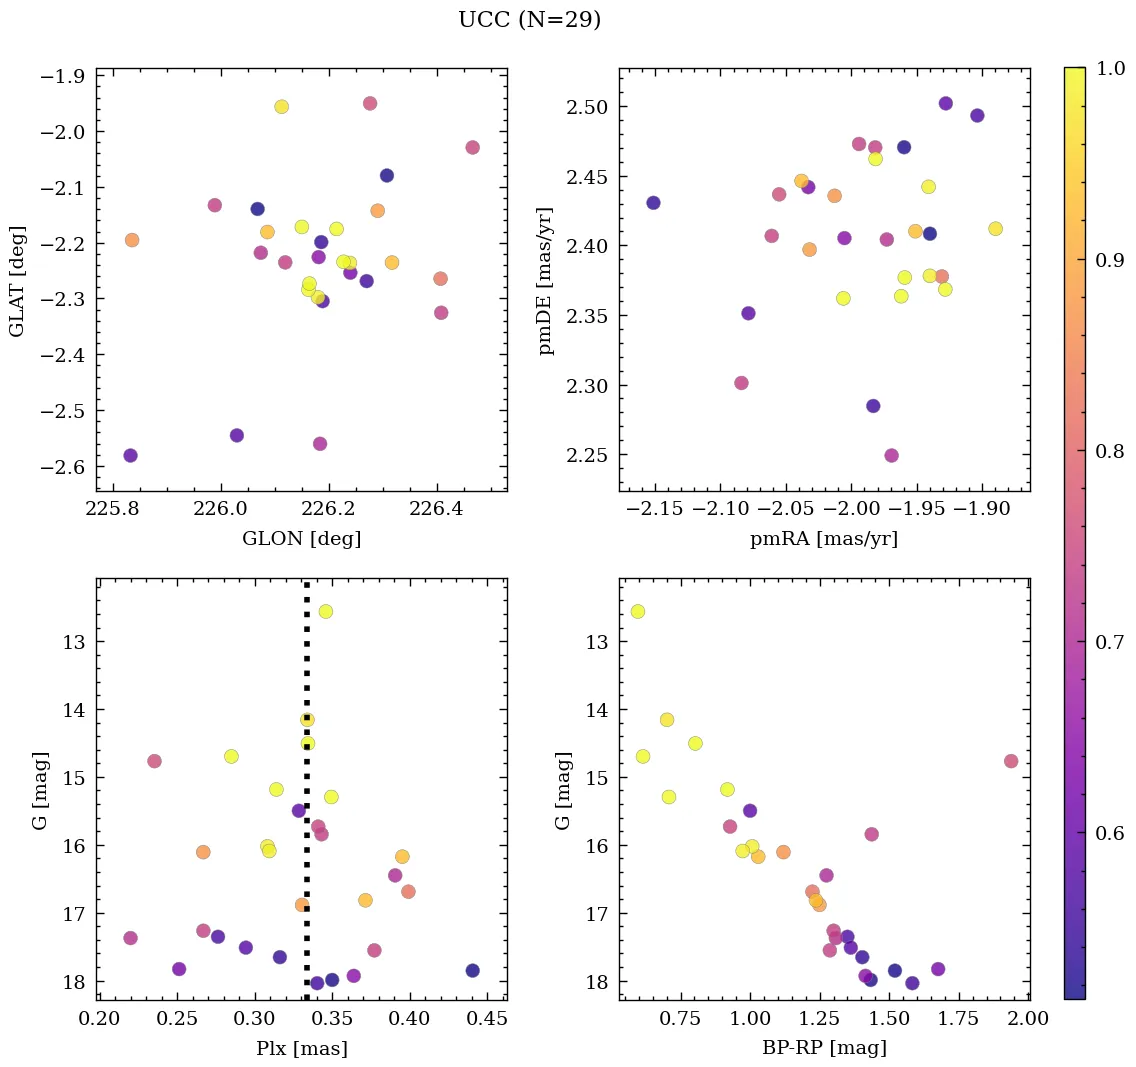 UCC (N=29)
−1.9
−2.0
−2.1
−2.2
−2.3
−2.4
−2.5
−2.6
GLAT [deg]
225.8 226.0 226.2 226.4
GLON [deg]
2.50
2.45
2.40
2.35
2.30
2.25
pmDE [mas/yr]
−2.15 −2.10 −2.05 −2.00 −1.95 −1.90
pmRA [mas/yr]
1.0
0.9
0.8
0.7
0.6
13
14
15
16
17
18
G [mag]
0.20 0.25 0.30 0.35 0.40 0.45
Plx [mas]
13
14
15
16
17
18
G [mag]
0.75 1.00 1.25 1.50 1.75 2.00
BP-RP [mag]